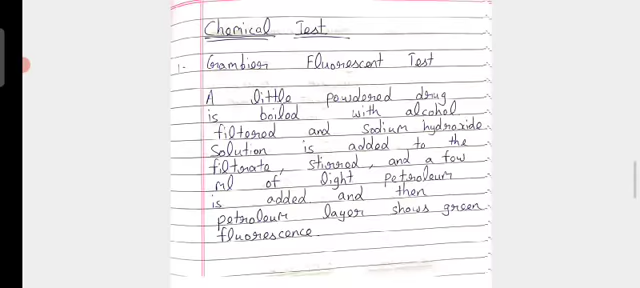 Chemical Test
1- Grambier Fluorescent Test
A little powdered drug
is boiled with alcohol
filtered and sodium hydroxide
solution is added to the
filtrate, stirred, and a few
ml of light petroleum
is added and then
petroleum layer shows green
fluorescence